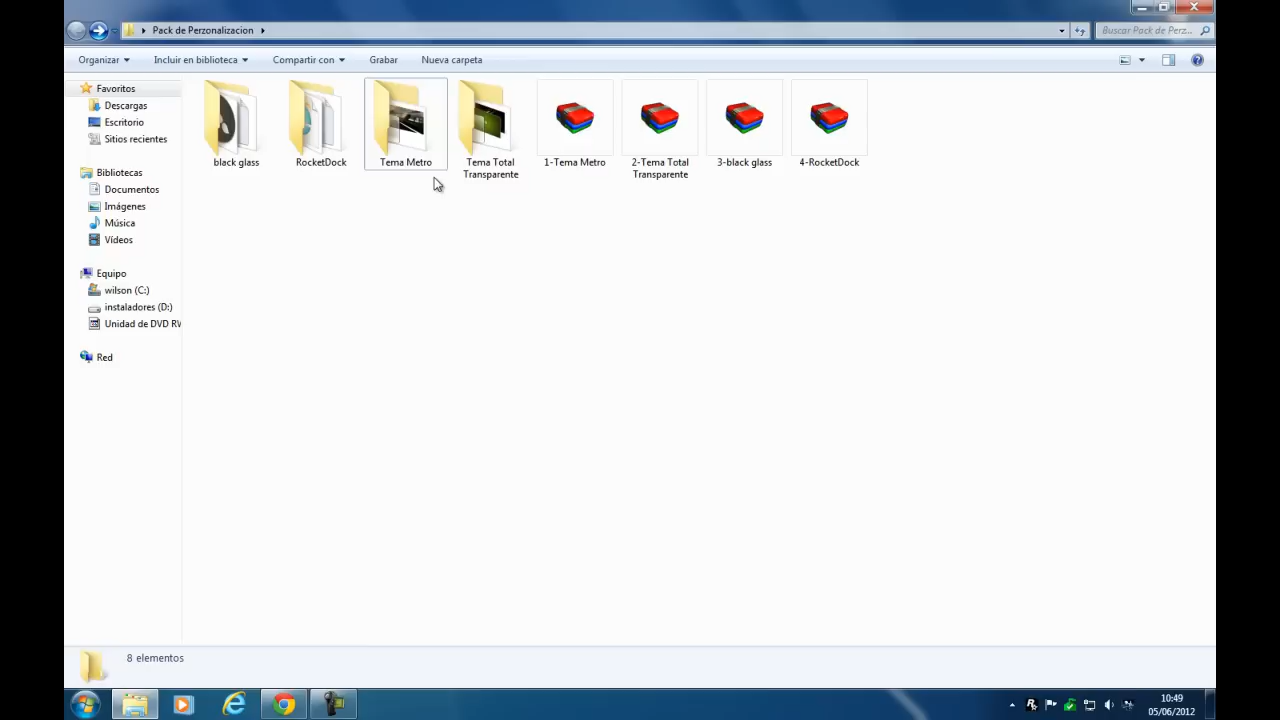 Pack de Perzonalizacion
Buscar Pack de Perz...
Organizar
Incluir en biblioteca
Compartir con
Grabar
Nueva carpeta
Favoritos
Descargas
Escritorio
Sitios recientes
Bibliotecas
Documentos
Imágenes
Música
Vídeos
Equipo
wilson (C:)
instaladores (D:)
Unidad de DVD RW
Red
black glass
RocketDock
Tema Metro
Tema Total
Transparente
1-Tema Metro
2-Tema Total
Transparente
3-black glass
4-RocketDock
8 elementos
10:49
05/06/2012